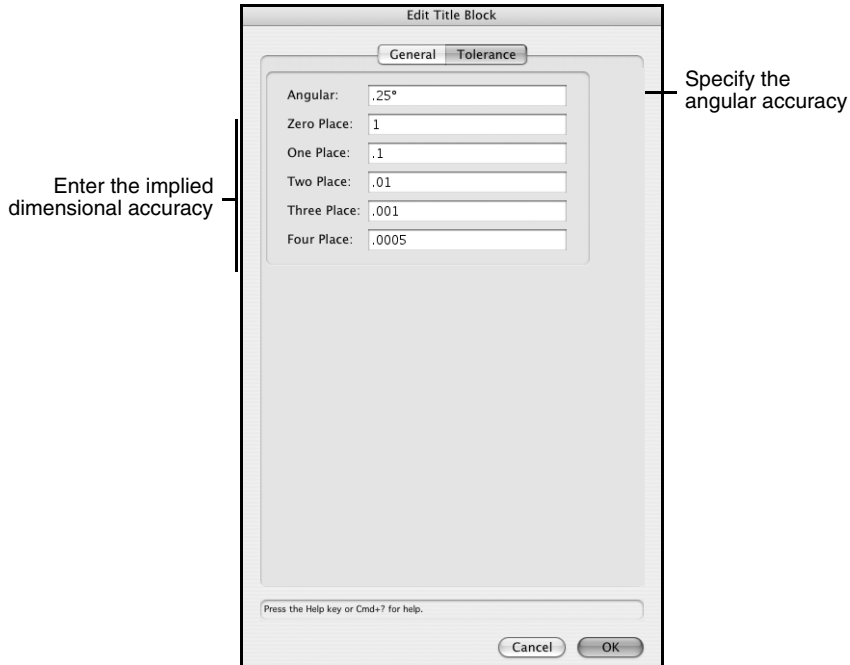 Edit Title Block
General Tolerance
Angular: .25°
Zero Place: 1
One Place: .1
Two Place: .01
Three Place: .001
Four Place: .0005
Specify the
angular accuracy
Enter the implied
dimensional accuracy
Press the Help key or Cmd+? for help.
Cancel OK